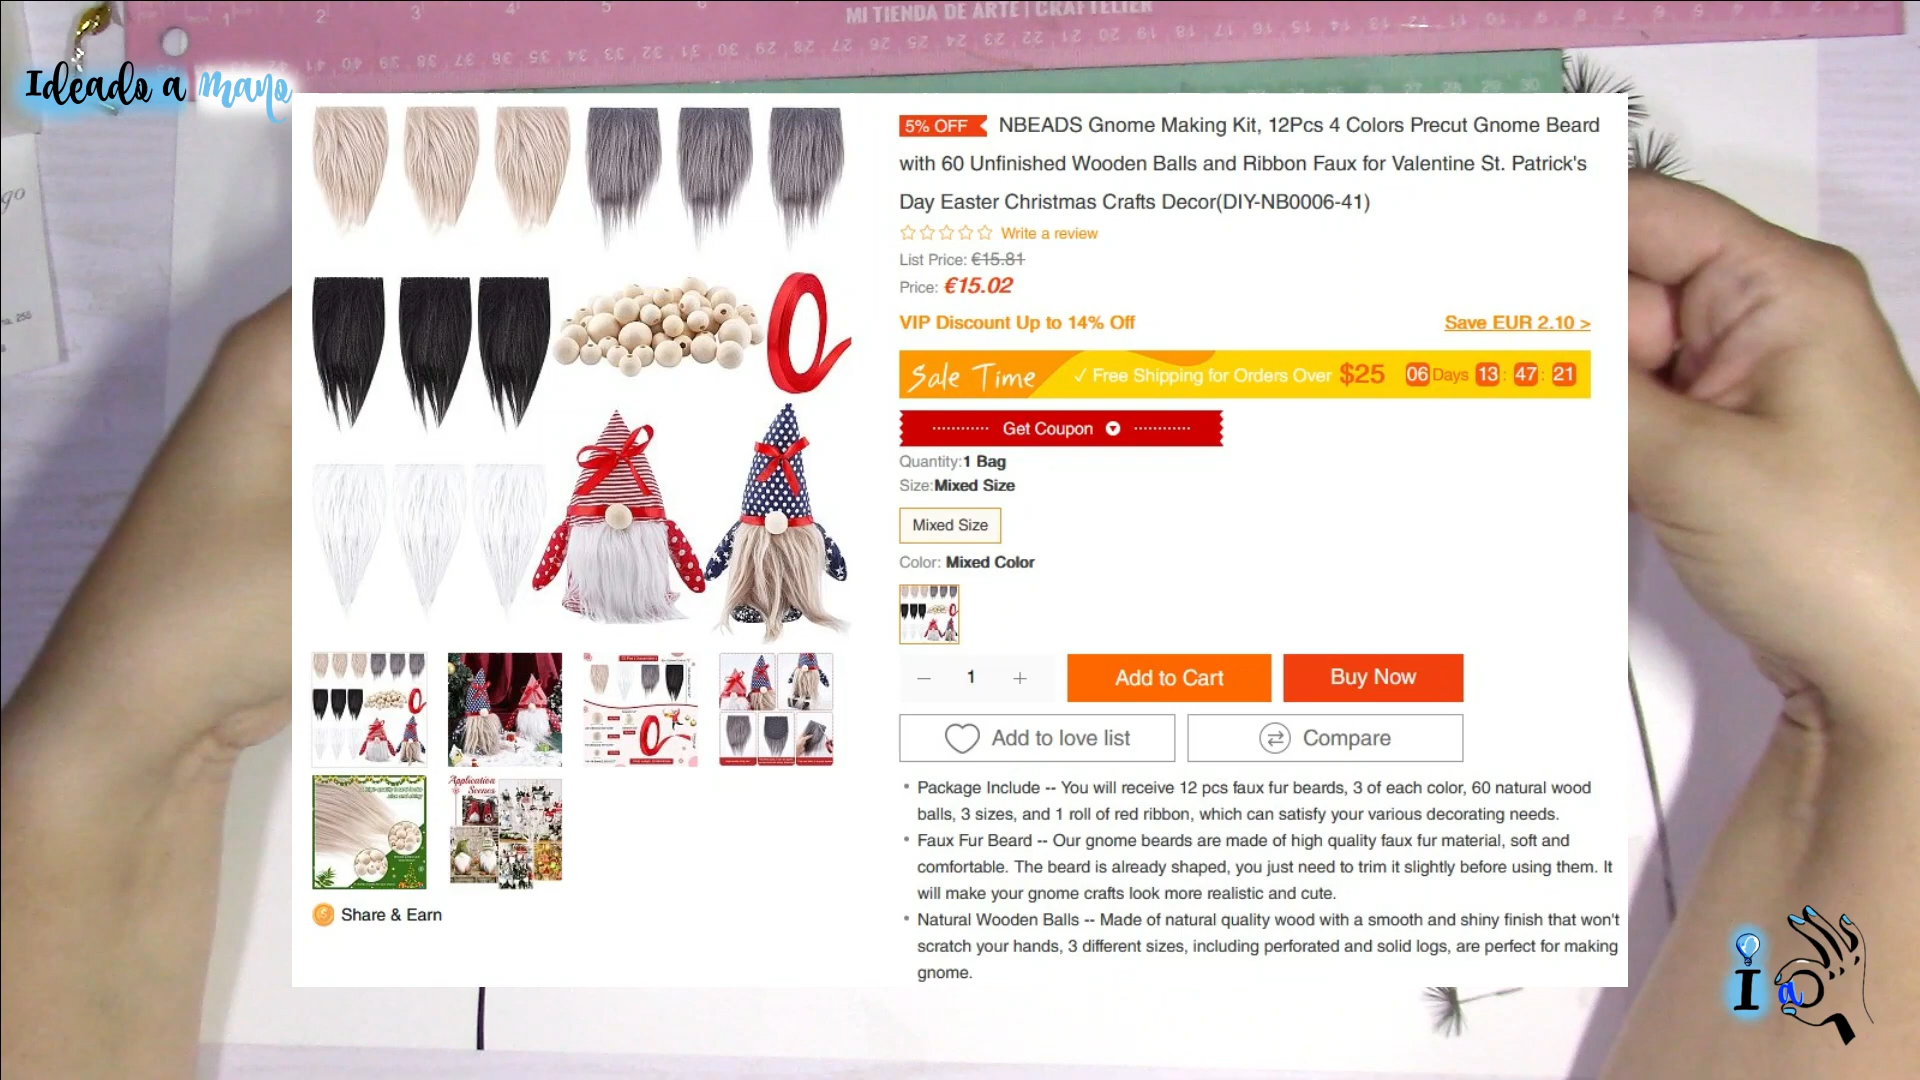 MI TIENDA DE ARTE | CRAFTELIER
Ideado a mano
5% OFF NBEADS Gnome Making Kit, 12Pcs 4 Colors Precut Gnome Beard
with 60 Unfinished Wooden Balls and Ribbon Faux for Valentine St. Patrick's
Day Easter Christmas Crafts Decor(DIY-NB0006-41)
Write a review
List Price: €15.81
Price: €15.02
VIP Discount Up to 14% Off
Save EUR 2.10 >
Sale Time ✓ Free Shipping for Orders Over $25 06 Days 13 : 47 : 21
Get Coupon
Quantity:1 Bag
Size:Mixed Size
Mixed Size
Color: Mixed Color
— 1 +
Add to Cart
Buy Now
Add to love list
Compare
• Package Include -- You will receive 12 pcs faux fur beards, 3 of each color, 60 natural wood
balls, 3 sizes, and 1 roll of red ribbon, which can satisfy your various decorating needs.
• Faux Fur Beard -- Our gnome beards are made of high quality faux fur material, soft and
comfortable. The beard is already shaped, you just need to trim it slightly before using them. It
will make your gnome crafts look more realistic and cute.
• Natural Wooden Balls -- Made of natural quality wood with a smooth and shiny finish that won't
scratch your hands, 3 different sizes, including perforated and solid logs, are perfect for making
gnome.
Application
Scenes
Share & Earn
I a